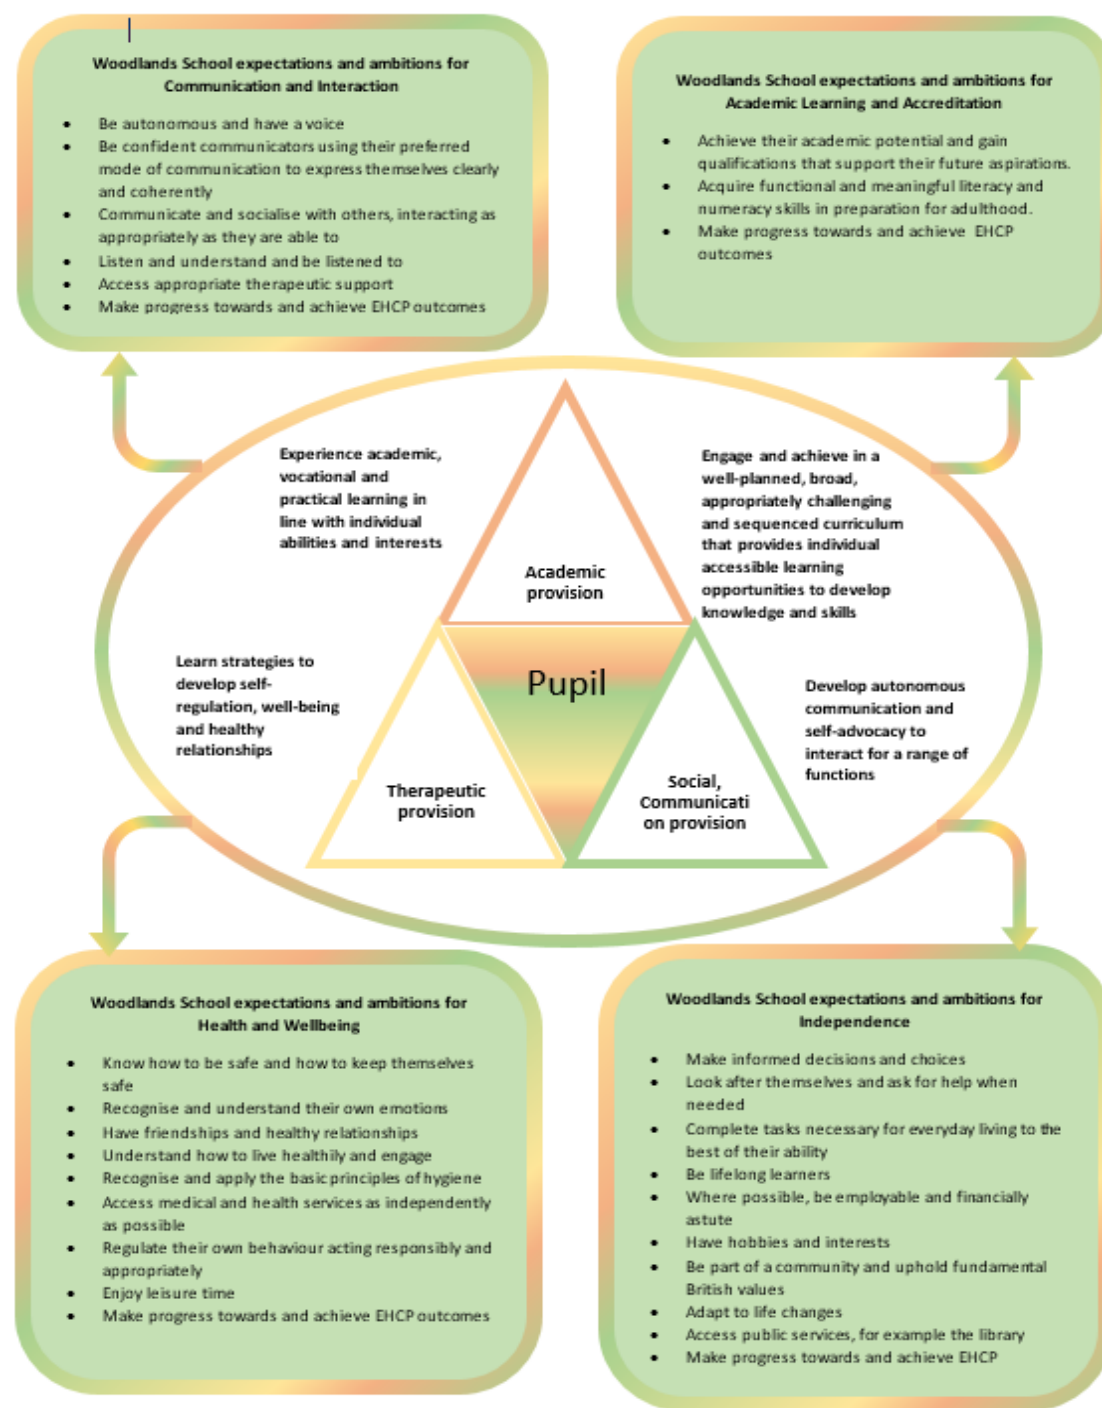 Woodlands School expectations and ambitions for
Communication and Interaction
• Be autonomous and have a voice
• Be confident communicators using their preferred
mode of communication to express themselves clearly
and coherently
• Communicate and socialise with others, interacting as
appropriately as they are able to
• Listen and understand and be listened to
• Access appropriate therapeutic support
• Make progress towards and achieve EHCP outcomes
Woodlands School expectations and ambitions for
Academic Learning and Accreditation
• Achieve their academic potential and gain
qualifications that support their future aspirations.
• Acquire functional and meaningful literacy and
numeracy skills in preparation for adulthood.
• Make progress towards and achieve EHCP
outcomes
Experience academic,
vocational and
practical learning in
line with individual
abilities and interests
Engage and achieve in a
well-planned, broad,
appropriately challenging
and sequenced curriculum
that provides individual
accessible learning
opportunities to develop
knowledge and skills
Academic
provision
Pupil
Learn strategies to
develop self-
regulation, well-being
and healthy
relationships
Develop autonomous
communication and
self-advocacy to
interact for a range of
functions
Therapeutic
provision
Social,
Communicati
on provision
Woodlands School expectations and ambitions for
Health and Wellbeing
• Know how to be safe and how to keep themselves
safe
• Recognise and understand their own emotions
• Have friendships and healthy relationships
• Understand how to live healthily and engage
• Recognise and apply the basic principles of hygiene
• Access medical and health services as independently
as possible
• Regulate their own behaviour acting responsibly and
appropriately
• Enjoy leisure time
• Make progress towards and achieve EHCP outcomes
Woodlands School expectations and ambitions for
Independence
• Make informed decisions and choices
• Look after themselves and ask for help when
needed
• Complete tasks necessary for everyday living to the
best of their ability
• Be lifelong learners
• Where possible, be employable and financially
astute
• Have hobbies and interests
• Be part of a community and uphold fundamental
British values
• Adapt to life changes
• Access public services, for example the library
• Make progress towards and achieve EHCP